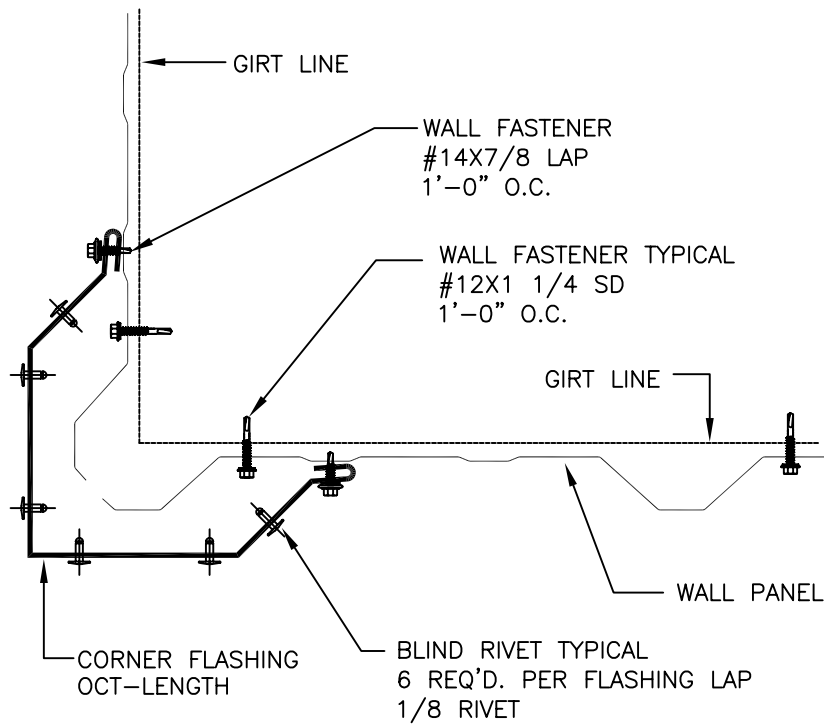 GIRT LINE
WALL FASTENER
#14X7/8 LAP
1'-0" O.C.
WALL FASTENER TYPICAL
#12X1 1/4 SD
1'-0" O.C.
GIRT LINE
WALL PANEL
CORNER FLASHING
OCT-LENGTH
BLIND RIVET TYPICAL
6 REQ'D. PER FLASHING LAP
1/8 RIVET